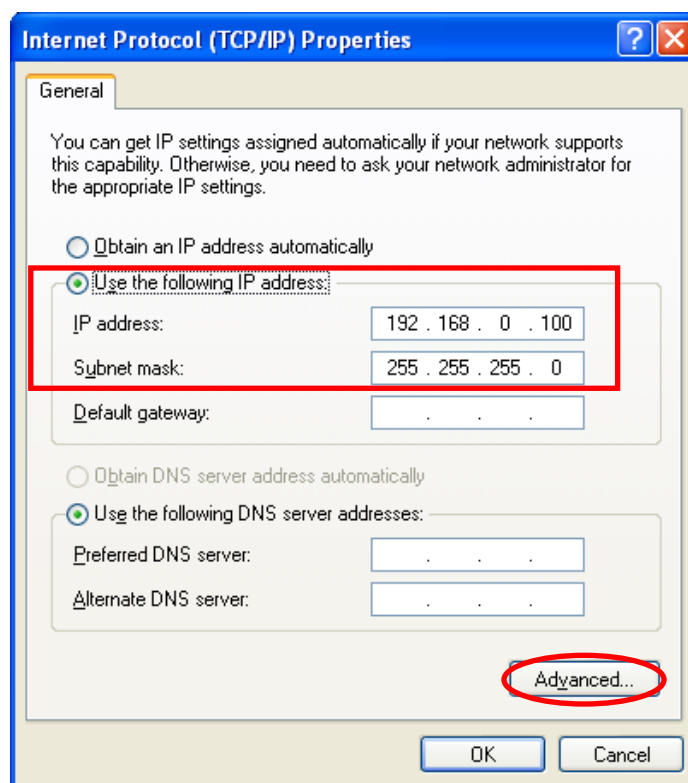 Internet Protocol (TCP/IP) Properties
General
You can get IP settings assigned automatically if your network supports
this capability. Otherwise, you need to ask your network administrator for
the appropriate IP settings.
Obtain an IP address automatically
Use the following IP address:
IP address: 192 . 168 . 0 . 100
Subnet mask: 255 . 255 . 255 . 0
Default gateway: . . .
Obtain DNS server address automatically
Use the following DNS server addresses:
Preferred DNS server: . . .
Alternate DNS server: . . .
Advanced...
OK Cancel